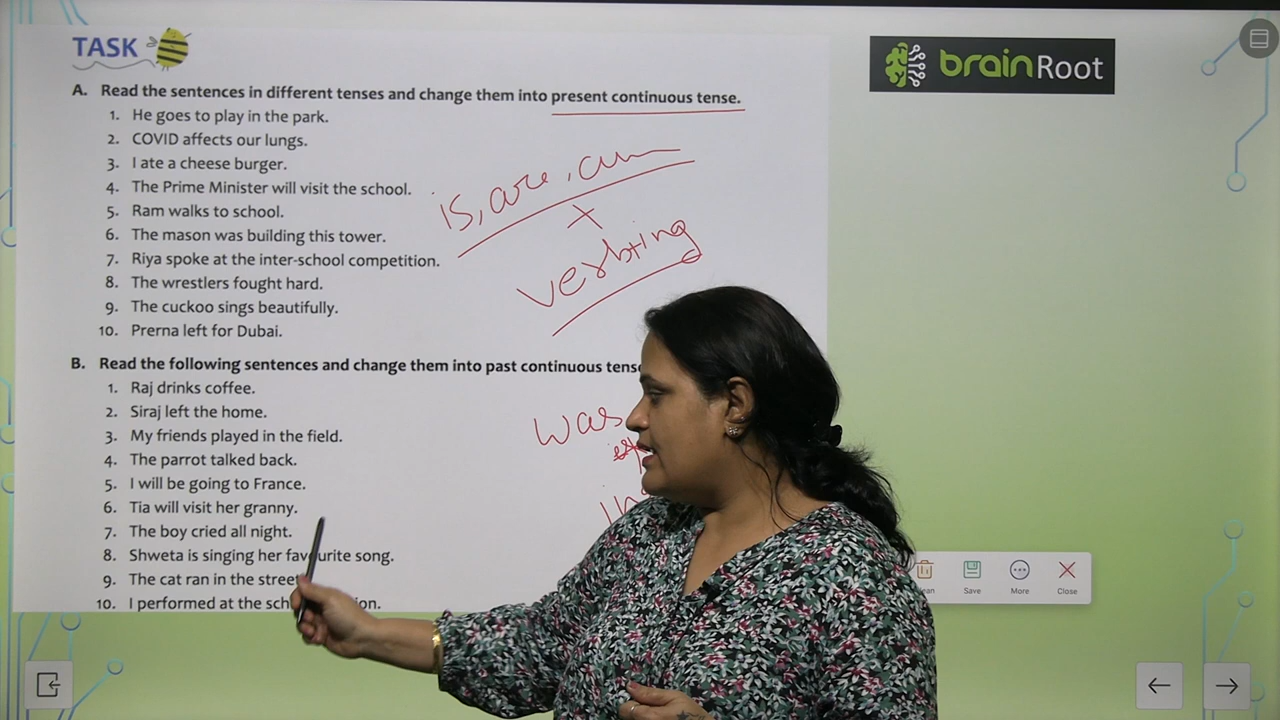 TASK
brainRoot
A. Read the sentences in different tenses and change them into present continuous tense.
1. He goes to play in the park.
2. COVID affects our lungs.
3. I ate a cheese burger.
4. The Prime Minister will visit the school.
5. Ram walks to school.
6. The mason was building this tower.
7. Riya spoke at the inter-school competition.
8. The wrestlers fought hard.
9. The cuckoo sings beautifully.
10. Prerna left for Dubai.
is, are, am
+
verb+ing
B. Read the following sentences and change them into past continuous tens
1. Raj drinks coffee.
2. Siraj left the home.
3. My friends played in the field.
4. The parrot talked back.
5. I will be going to France.
6. Tia will visit her granny.
7. The boy cried all night.
8. Shweta is singing her favourite song.
9. The cat ran in the street
10. I performed at the sch
was
in
Save
More
Close